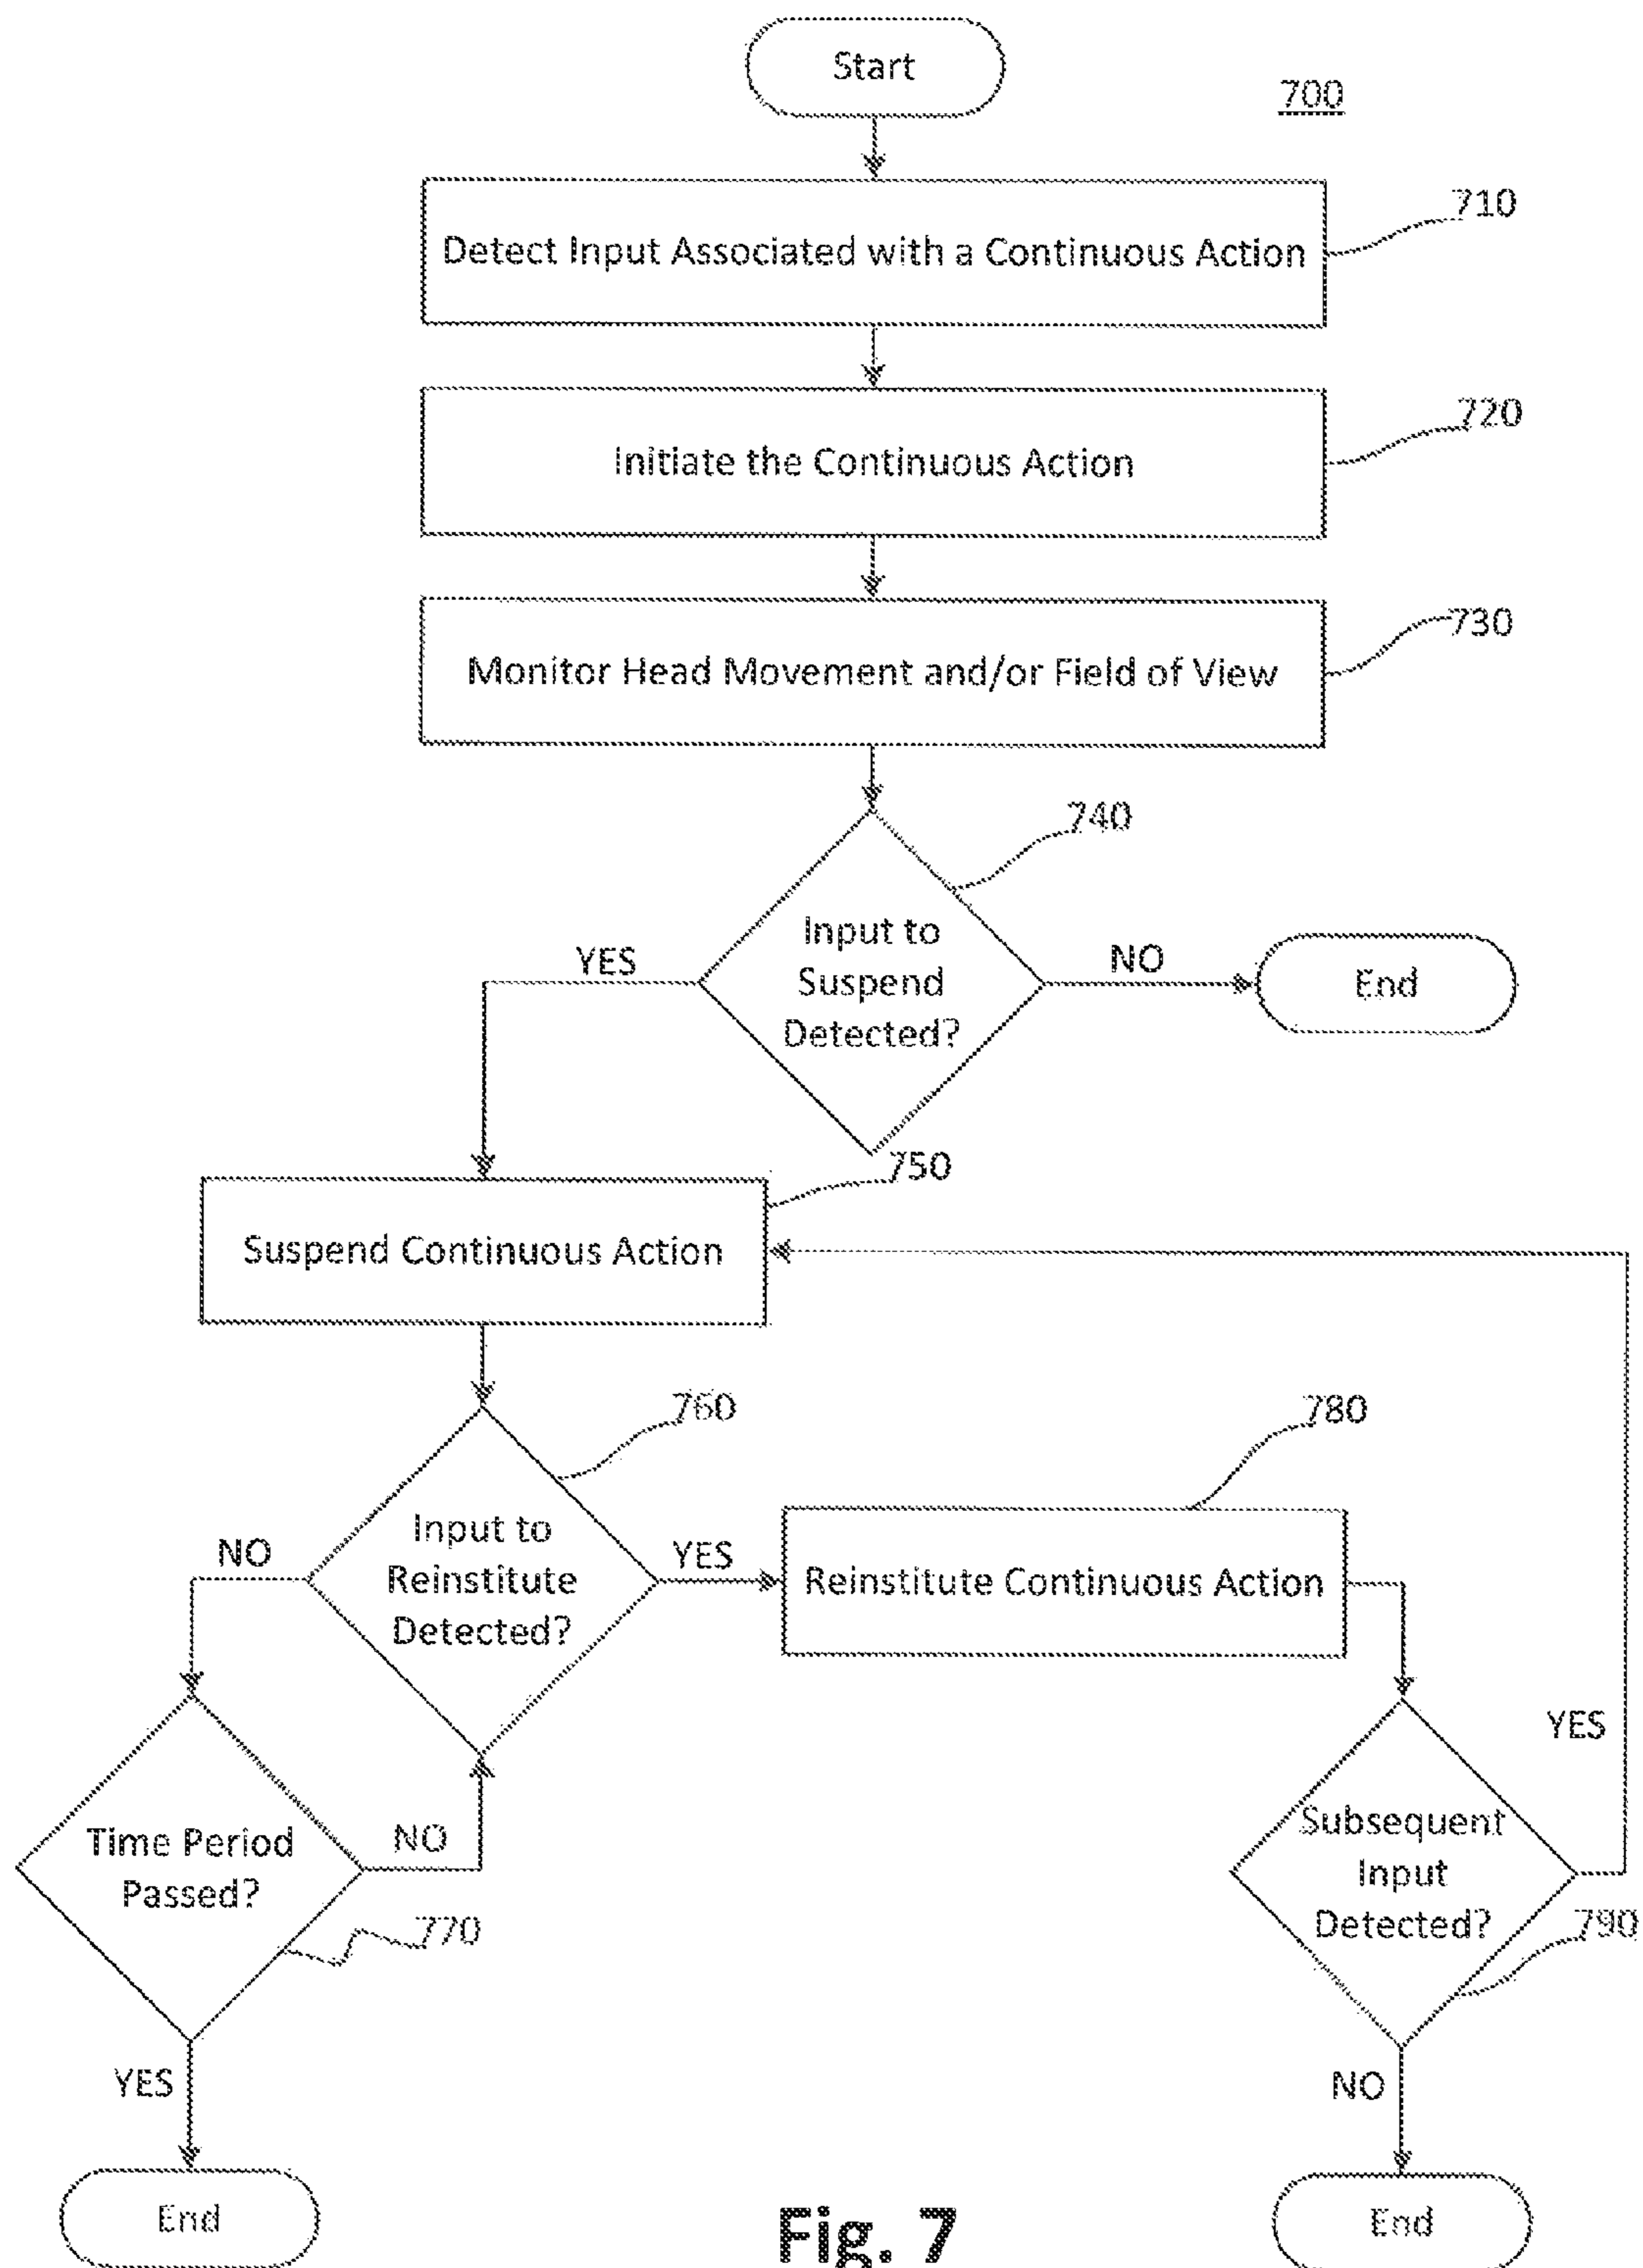 Start
700
Detect Input Associated with a Continuous Action
710
Initiate the Continuous Action
720
Monitor Head Movement and/or Field of View
730
740
Input to
Suspend
Detected?
YES
NO
End
750
Suspend Continuous Action
760
780
Input to
Reinstitute
Detected?
NO
YES
Reinstitute Continuous Action
YES
Time Period
Passed?
NO
770
Subsequent
Input
Detected?
790
YES
NO
End
End
Fig. 7